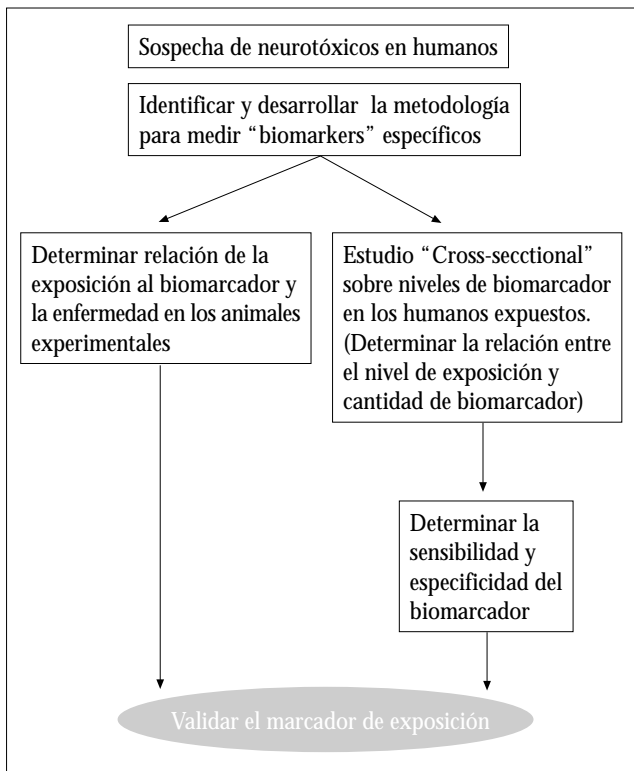 Sospecha de neurotóxicos en humanos
Identificar y desarrollar la metodología
para medir “biomarkers” específicos
Determinar relación de la
exposición al biomarcador y
la enfermedad en los animales
experimentales
Estudio “Cross-secctional”
sobre niveles de biomarcador
en los humanos expuestos.
(Determinar la relación entre
el nivel de exposición y
cantidad de biomarcador)
Determinar la
sensibilidad y
especificidad del
biomarcador
Validar el marcador de exposición